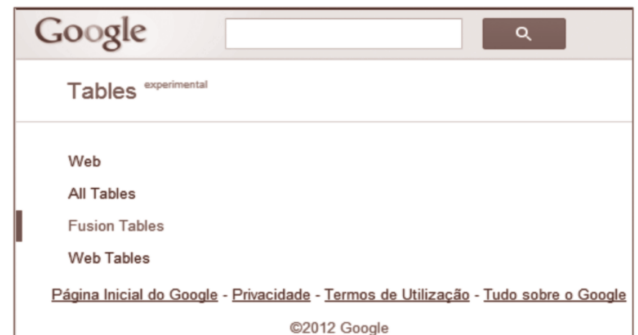 Google
Tables experimental
Web
All Tables
Fusion Tables
Web Tables
Página Inicial do Google - Privacidade - Termos de Utilização - Tudo sobre o Google
©2012 Google